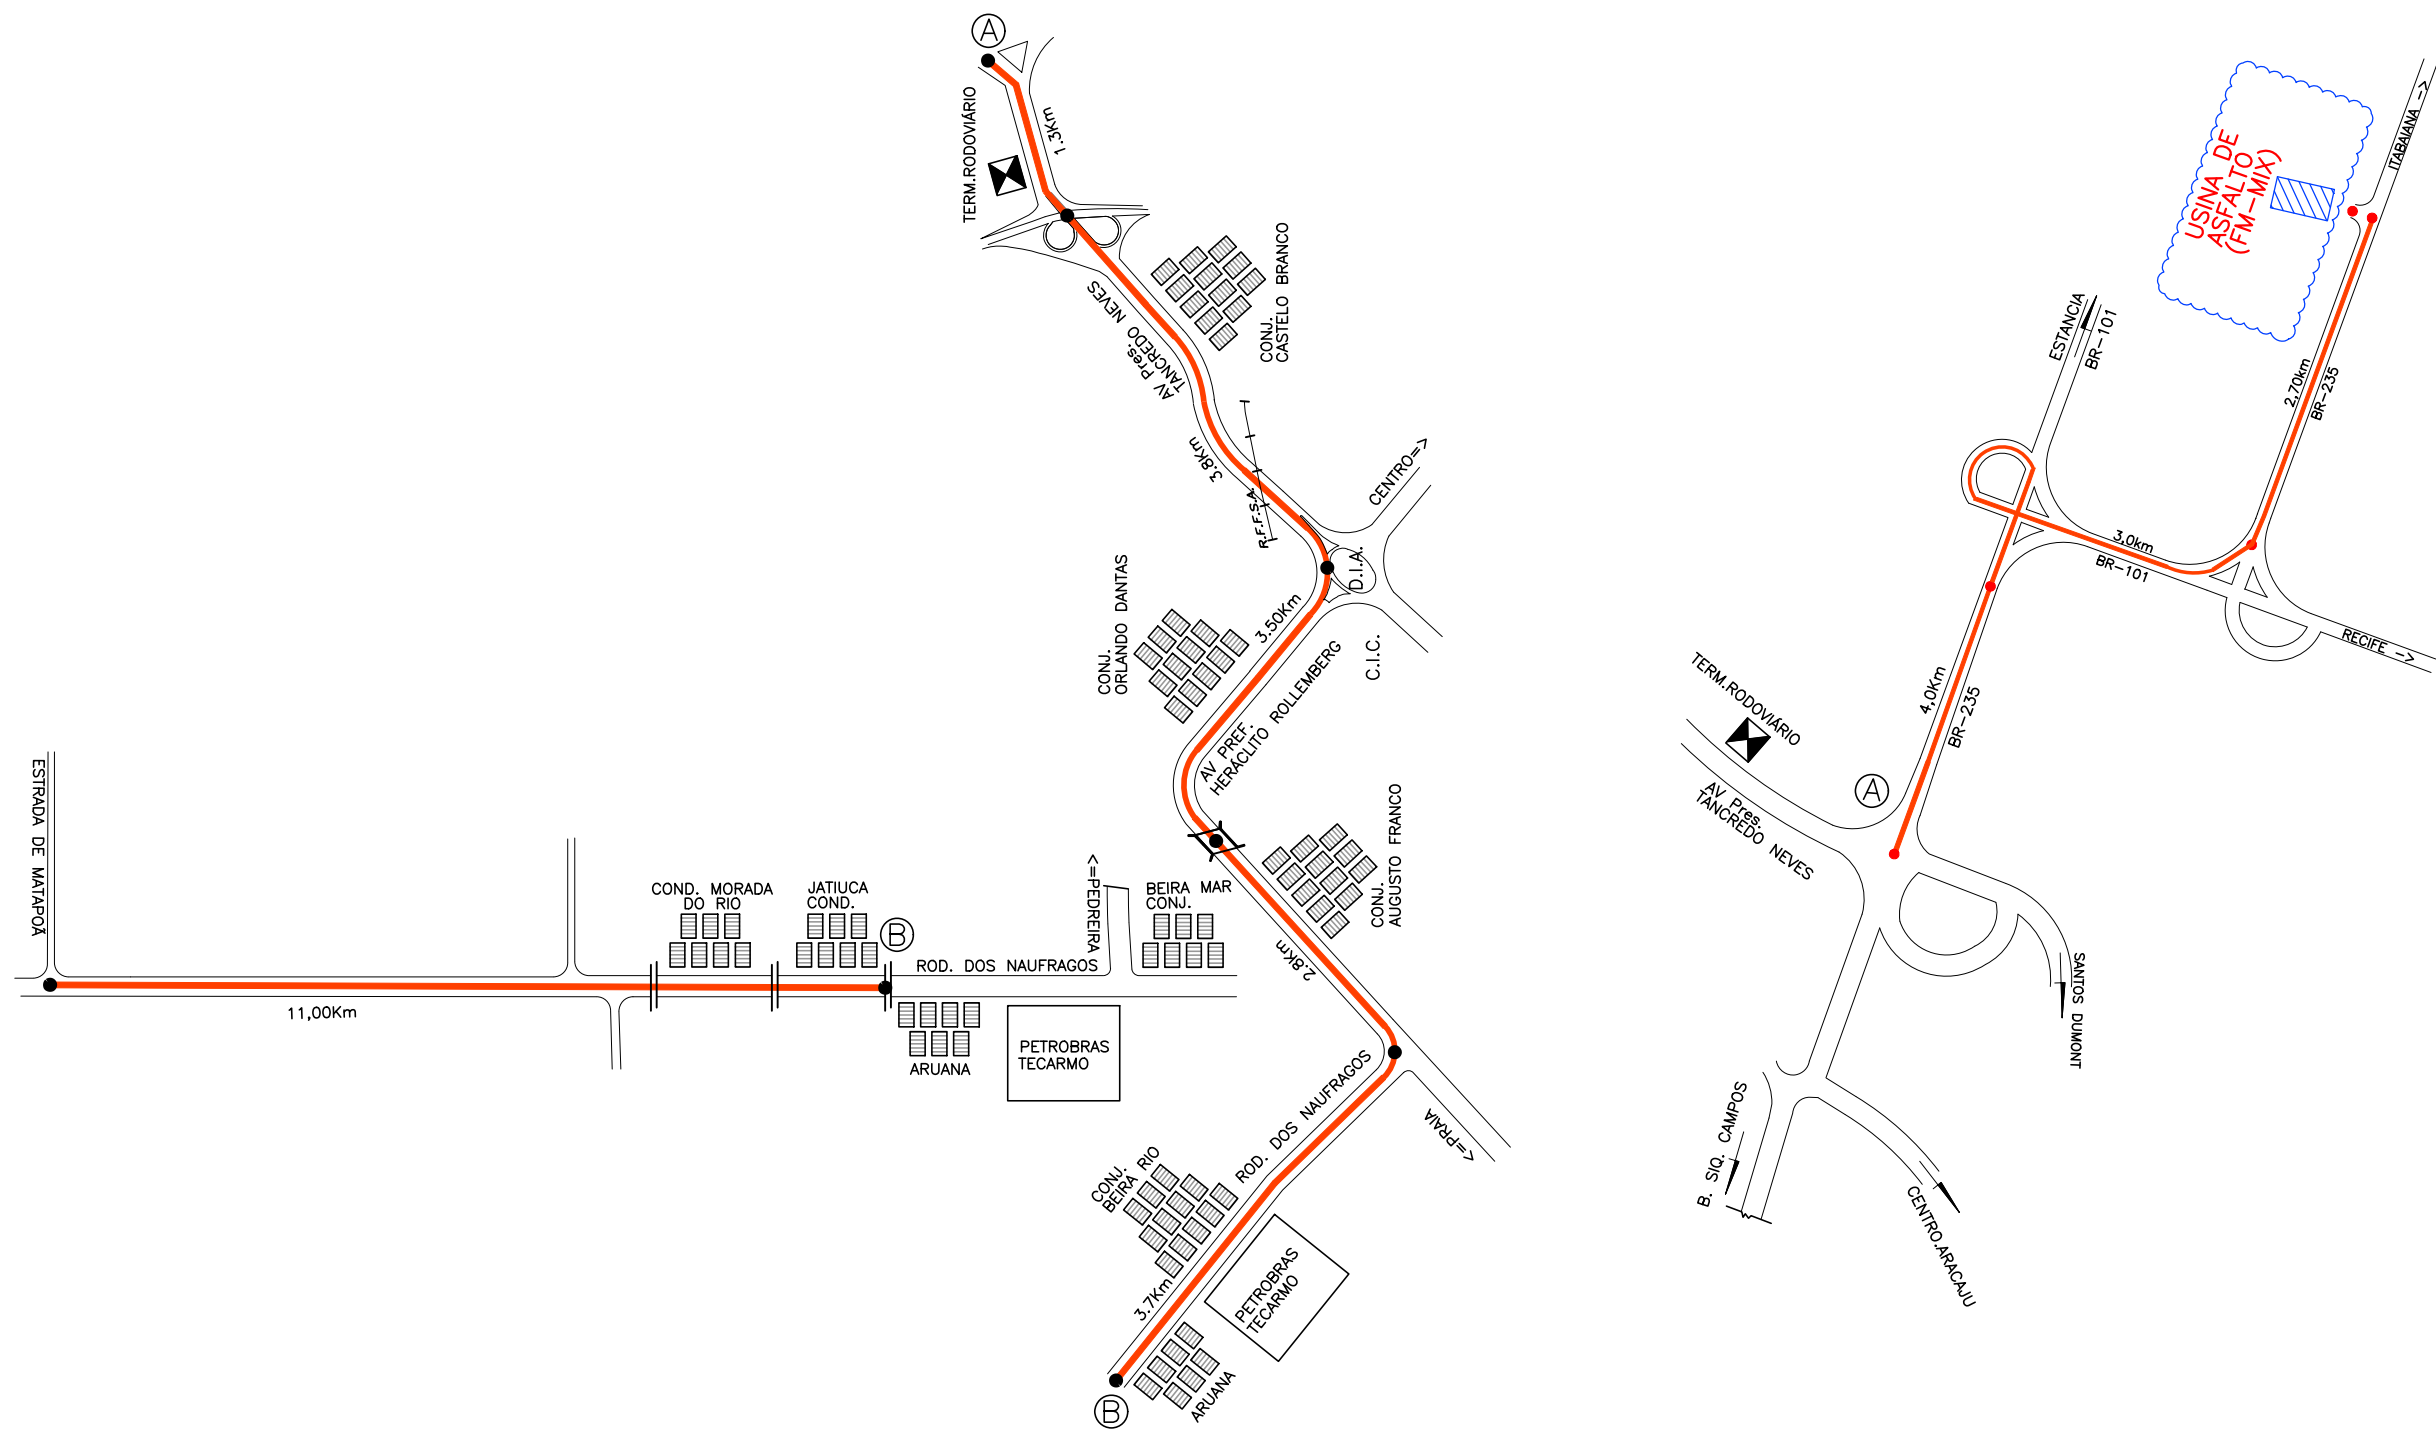 A
TERM.RODOVIÁRIO
1.3Km
CONJ.
CASTELO BRANCO
AV Pres.
TANCREDO NEVES
3.8Km
R.F.F.S.A.
CENTRO=>
D.I.A.
C.I.C.
CONJ.
ORLANDO DANTAS
3.50Km
AV PREF.
HERÁCLITO ROLLEMBERG
CONJ.
AUGUSTO FRANCO
2.8Km
<=PRAIA
ROD. DOS NAUFRAGOS
CONJ.
BEIRA RIO
3.7Km
PETROBRAS
TECARMO
ARUANA
B
ESTRADA DE MATAPOÃ
11,00Km
COND. MORADA
DO RIO
JATIUCA
COND.
B
ROD. DOS NAUFRAGOS
<=PEDREIRA
BEIRA MAR
CONJ.
ARUANA
PETROBRAS
TECARMO
USINA DE
ASFALTO
(FM-MIX)
ITABAIANA ->
2,70km
BR-235
ESTANCIA
BR-101
3,0km
BR-101
RECIFE ->
4,0Km
BR-235
TERM.RODOVIÁRIO
A
AV Pres.
TANCREDO NEVES
SANTOS DUMONT
B. SIQ. CAMPOS
CENTRO.ARACAJU